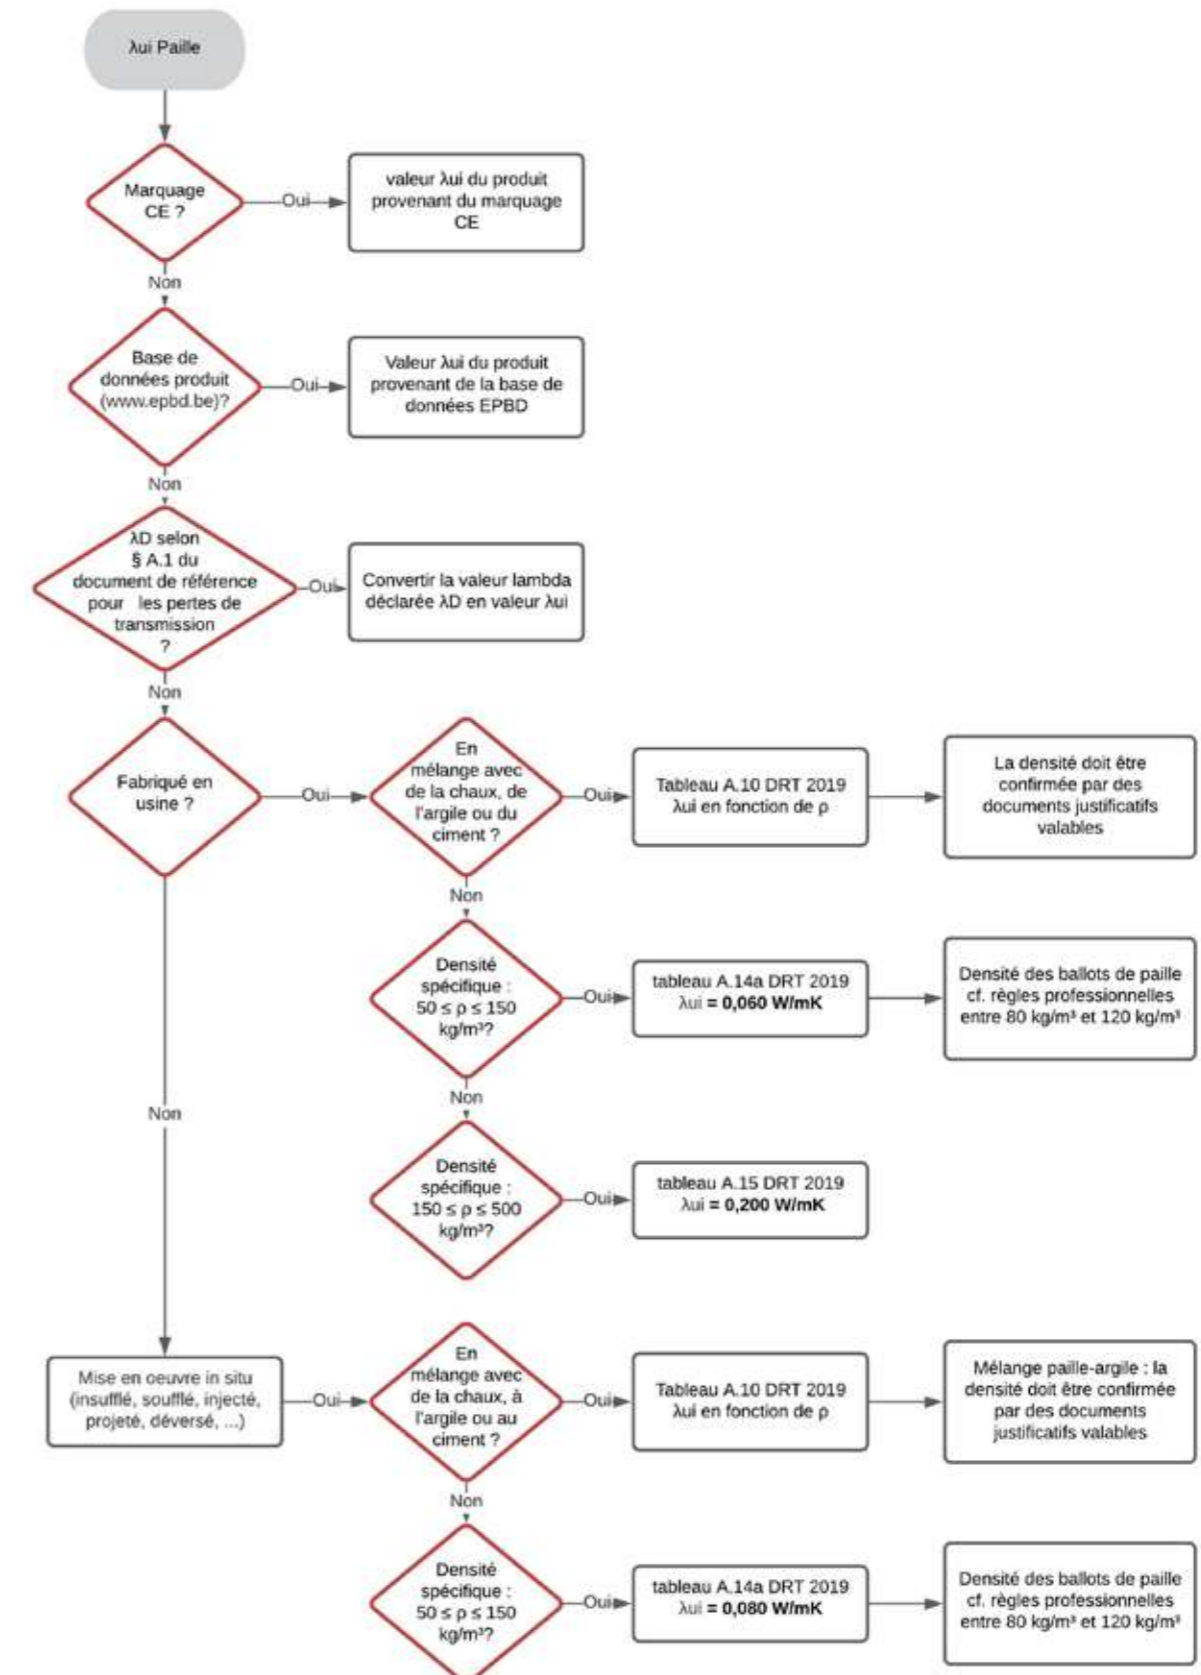 λui Paille
Marquage
CE ?
Oui
valeur λui du produit
provenant du marquage
CE
Non
Base de
données produit
(www.epbd.be)?
Oui
Valeur λui du produit
provenant de la base de
données EPBD
Non
λD selon
§ A.1 du
document de référence
pour les pertes de
transmission
?
Oui
Convertir la valeur lambda
déclarée λD en valeur λui
Non
Fabriqué en
usine ?
Oui
En
mélange avec
de la chaux, de
l'argile ou du
ciment ?
Oui
Tableau A.10 DRT 2019
λui en fonction de ρ
La densité doit être
confirmée par des
documents justificatifs
valables
Non
Densité
spécifique :
50 ≤ ρ ≤ 150
kg/m³?
Oui
tableau A.14a DRT 2019
λui = 0,060 W/mK
Densité des ballots de paille
cf. règles professionnelles
entre 80 kg/m³ et 120 kg/m³
Non
Densité
spécifique :
150 ≤ ρ ≤ 500
kg/m³?
Oui
tableau A.15 DRT 2019
λui = 0,200 W/mK
Non
Mise en oeuvre in situ
(insufflé, soufflé, injecté,
projeté, déversé, ...)
Oui
En
mélange avec
de la chaux, à
l'argile ou au
ciment ?
Oui
Tableau A.10 DRT 2019
λui en fonction de ρ
Mélange paille-argile : la
densité doit être confirmée
par des documents
justificatifs valables
Non
Densité
spécifique :
50 ≤ ρ ≤ 150
kg/m³?
Oui
tableau A.14a DRT 2019
λui = 0,080 W/mK
Densité des ballots de paille
cf. règles professionnelles
entre 80 kg/m³ et 120 kg/m³